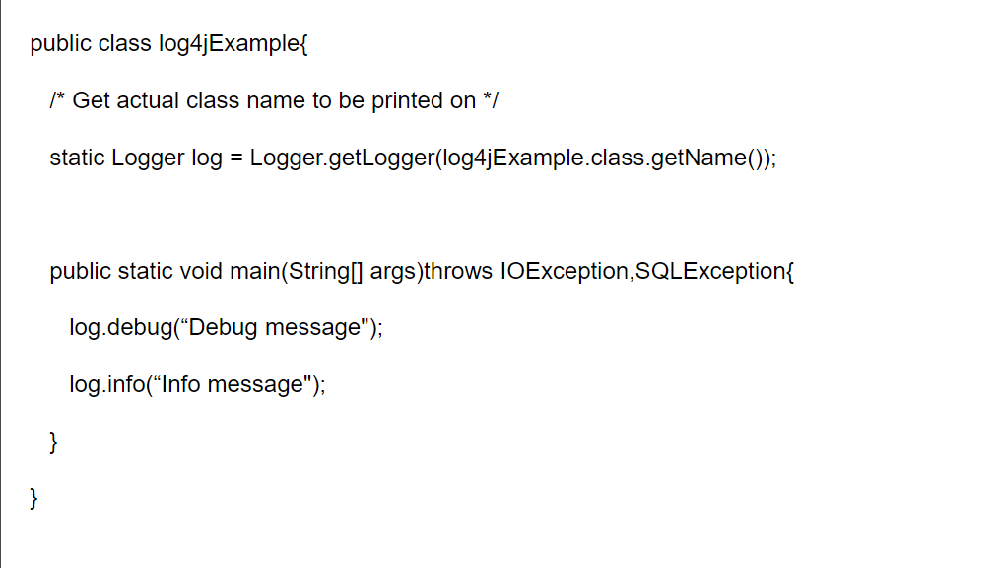 public class log4jExample{
/* Get actual class name to be printed on */
static Logger log = Logger.getLogger(log4jExample.class.getName());
public static void main(String[] args)throws IOException,SQLException{
log.debug(“Debug message");
log.info(“Info message");
}
}